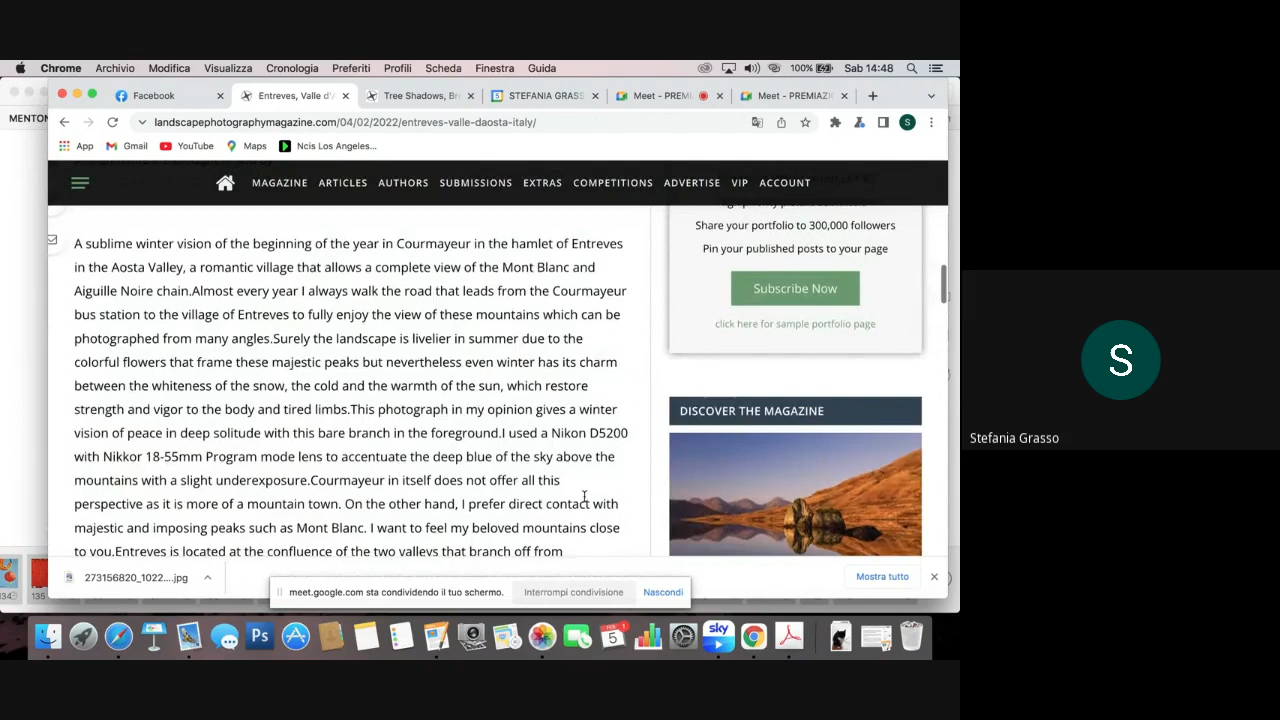 Chrome Archivio Modifica Visualizza Cronologia Preferiti Profili Scheda Finestra Guida
100% Sab 14:48
MENTON
Facebook
Entreves, Valle d'
Tree Shadows, Br
STEFANIA GRASS
Meet - PREMI
Meet - PREMIAZI
landscapephotographymagazine.com/04/02/2022/entreves-valle-daosta-italy/
S
App Gmail YouTube Maps Ncis Los Angeles...
MAGAZINE ARTICLES AUTHORS SUBMISSIONS EXTRAS COMPETITIONS ADVERTISE VIP ACCOUNT
A sublime winter vision of the beginning of the year in Courmayeur in the hamlet of Entreves
in the Aosta Valley, a romantic village that allows a complete view of the Mont Blanc and
Aiguille Noire chain.Almost every year I always walk the road that leads from the Courmayeur
bus station to the village of Entreves to fully enjoy the view of these mountains which can be
photographed from many angles.Surely the landscape is livelier in summer due to the
colorful flowers that frame these majestic peaks but nevertheless even winter has its charm
between the whiteness of the snow, the cold and the warmth of the sun, which restore
strength and vigor to the body and tired limbs.This photograph in my opinion gives a winter
vision of peace in deep solitude with this bare branch in the foreground.I used a Nikon D5200
with Nikkor 18-55mm Program mode lens to accentuate the deep blue of the sky above the
mountains with a slight underexposure.Courmayeur in itself does not offer all this
perspective as it is more of a mountain town. On the other hand, I prefer direct contact with
majestic and imposing peaks such as Mont Blanc. I want to feel my beloved mountains close
to you.Entreves is located at the confluence of the two valleys that branch off from
Share your portfolio to 300,000 followers
Pin your published posts to your page
Subscribe Now
click here for sample portfolio page
DISCOVER THE MAGAZINE
273156820_1022....jpg
Mostra tutto
meet.google.com sta condividendo il tuo schermo.
Interrompi condivisione
Nascondi
134
135
FEB
5
1
Ps
sky
S
Stefania Grasso